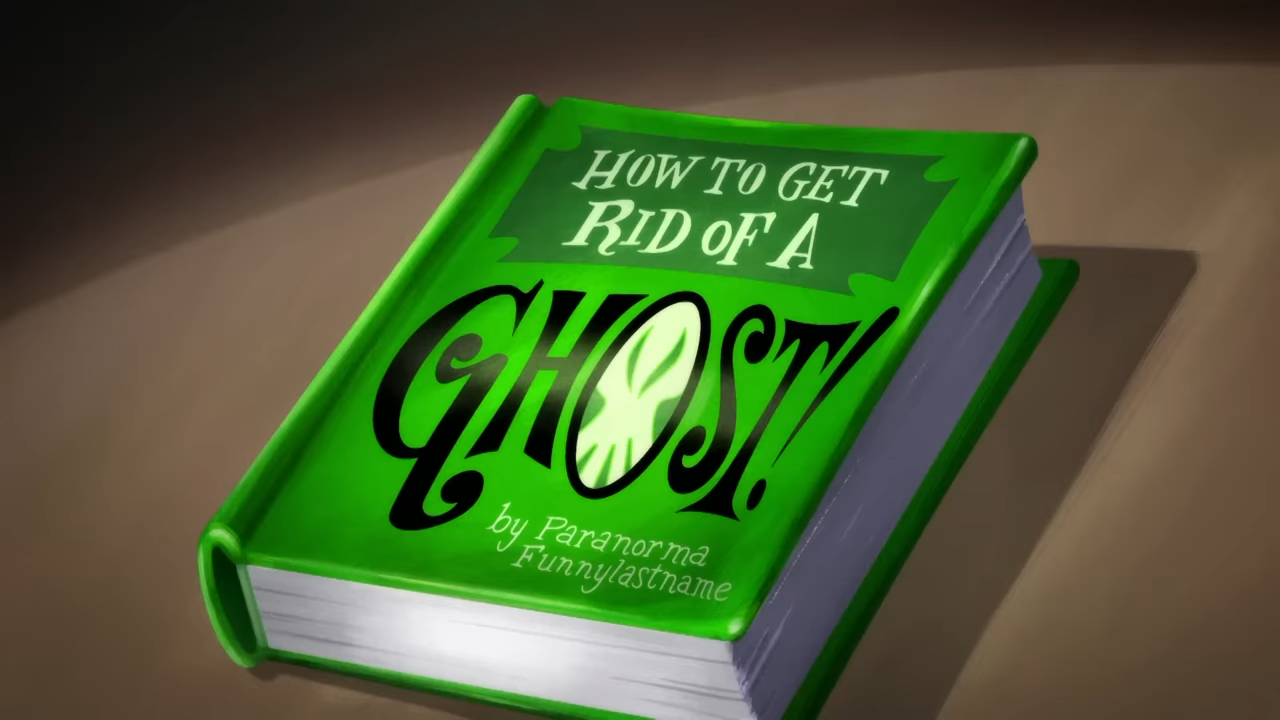 HOW TO GET
RID OF A
GHOST!
by Paranorma
Funnylastname